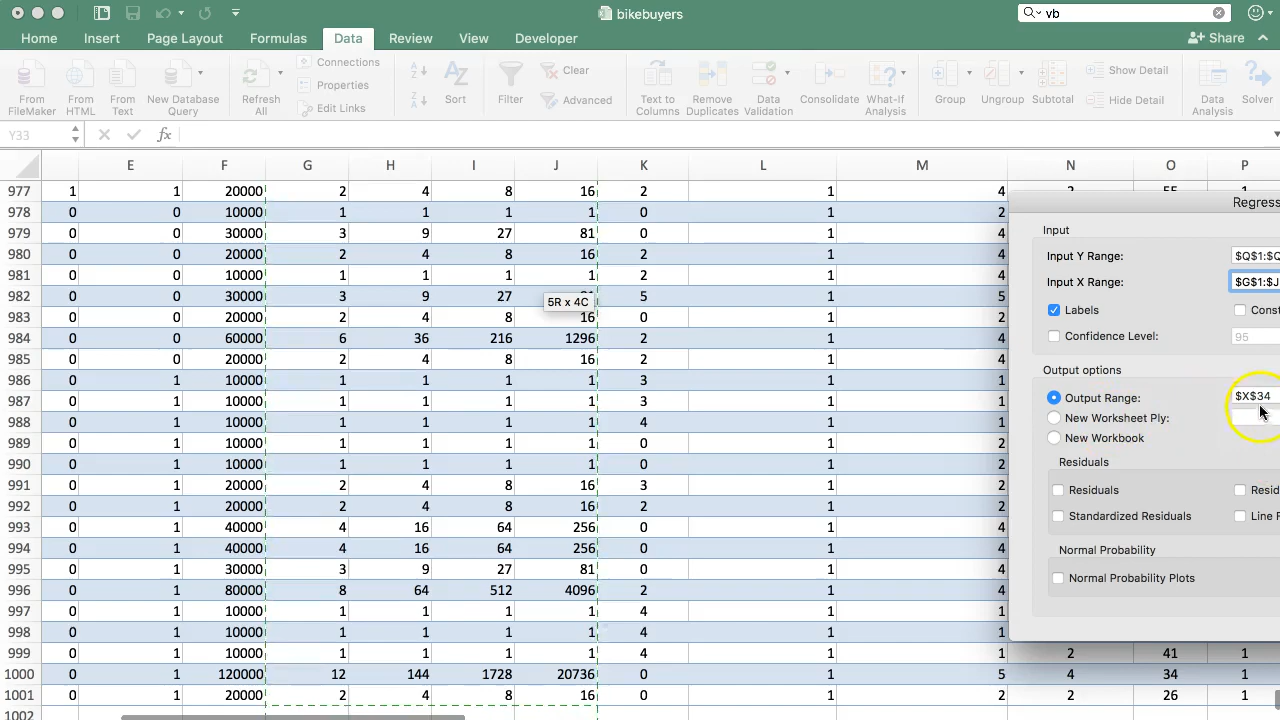 bikebuyers
vb
Home Insert Page Layout Formulas Data Review View Developer
Share
From FileMaker
From HTML
From Text
New Database Query
Refresh All
Connections
Properties
Edit Links
Sort
Filter
Clear
Advanced
Text to Columns
Remove Duplicates
Data Validation
Consolidate
What-If Analysis
Group
Ungroup
Subtotal
Show Detail
Hide Detail
Data Analysis
Solver
Y33 fx
E F G H I J K L M N O P
977 1 1 20000 2 4 8 16 2 1 4 2 55 1
978 0 0 10000 1 1 1 1 0 1 2
979 0 0 30000 3 9 27 81 0 1 4
980 0 0 20000 2 4 8 16 2 1 4
981 0 0 10000 1 1 1 1 2 1 4
982 0 0 30000 3 9 27 5 1 5
5R x 4C
983 0 0 20000 2 4 8 16 0 1 2
984 0 0 60000 6 36 216 1296 2 1 4
985 0 0 20000 2 4 8 16 2 1 4
986 0 1 10000 1 1 1 1 3 1 1
987 0 1 10000 1 1 1 1 3 1 1
988 0 1 10000 1 1 1 1 4 1 1
989 0 1 10000 1 1 1 1 0 1 2
990 0 1 10000 1 1 1 1 0 1 2
991 0 1 20000 2 4 8 16 3 1 2
992 0 1 20000 2 4 8 16 2 1 2
993 0 1 40000 4 16 64 256 0 1 4
994 0 1 40000 4 16 64 256 0 1 4
995 0 1 30000 3 9 27 81 0 1 4
996 0 1 80000 8 64 512 4096 2 1 4
997 0 1 10000 1 1 1 1 4 1 1
998 0 1 10000 1 1 1 1 4 1 1
999 0 1 10000 1 1 1 1 4 1 1 2 41 1
1000 0 1 120000 12 144 1728 20736 0 1 5 4 34 1
1001 0 1 20000 2 4 8 16 0 1 2 2 26 1
1002
Regress
Input
Input Y Range: $Q$1:$Q
Input X Range: $G$1:$J
Labels Const
Confidence Level: 95
Output options
Output Range: $X$34
New Worksheet Ply:
New Workbook
Residuals
Residuals Resid
Standardized Residuals Line F
Normal Probability
Normal Probability Plots